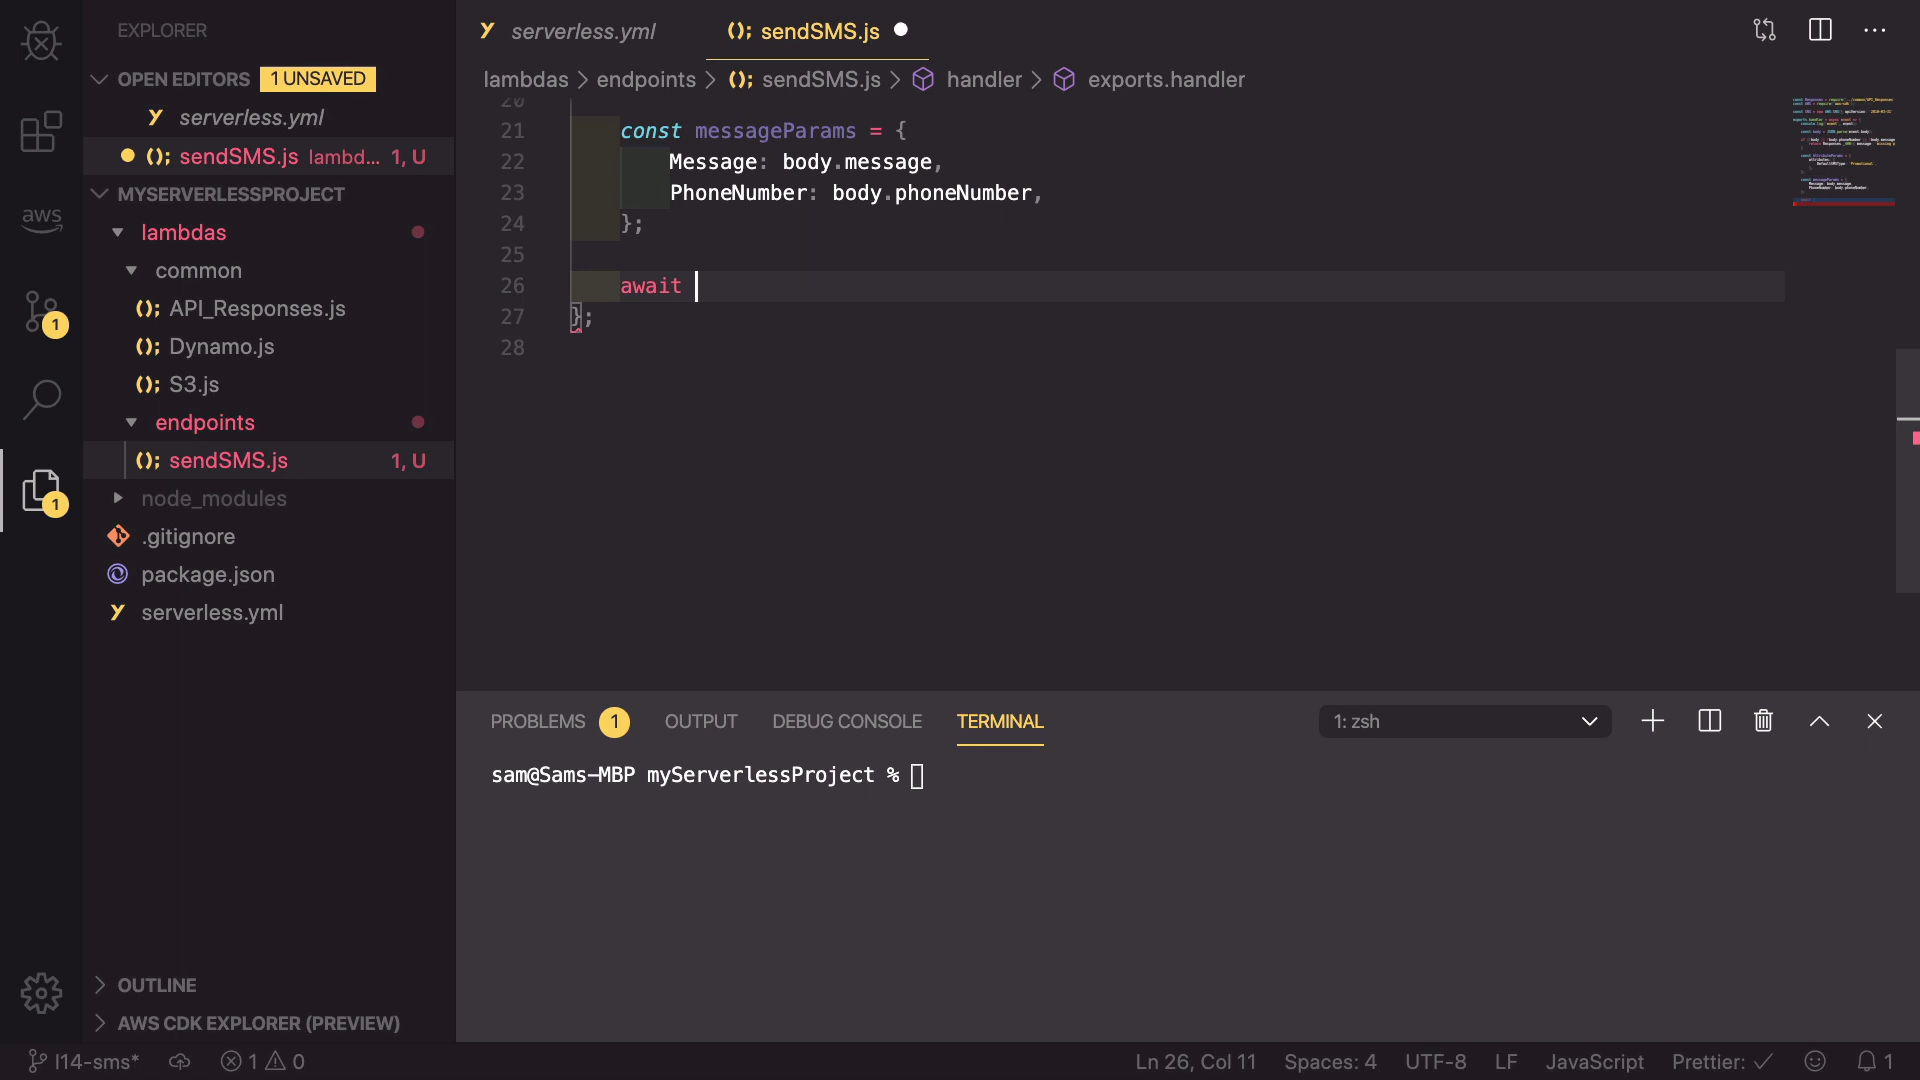 EXPLORER
OPEN EDITORS 1 UNSAVED
serverless.yml
sendSMS.js lambd... 1, U
MYSERVERLESSPROJECT
lambdas
common
API_Responses.js
Dynamo.js
S3.js
endpoints
sendSMS.js 1, U
node_modules
.gitignore
package.json
serverless.yml
OUTLINE
AWS CDK EXPLORER (PREVIEW)
aws
1
1
serverless.yml
sendSMS.js
lambdas > endpoints > sendSMS.js > handler > exports.handler
20
21 const messageParams = {
22 Message: body.message,
23 PhoneNumber: body.phoneNumber,
24 };
25
26 await
27 };
28
PROBLEMS 1 OUTPUT DEBUG CONSOLE TERMINAL 1: zsh
sam@Sams-MBP myServerlessProject %
l14-sms* 1 0 Ln 26, Col 11 Spaces: 4 UTF-8 LF JavaScript Prettier: ✓ 1